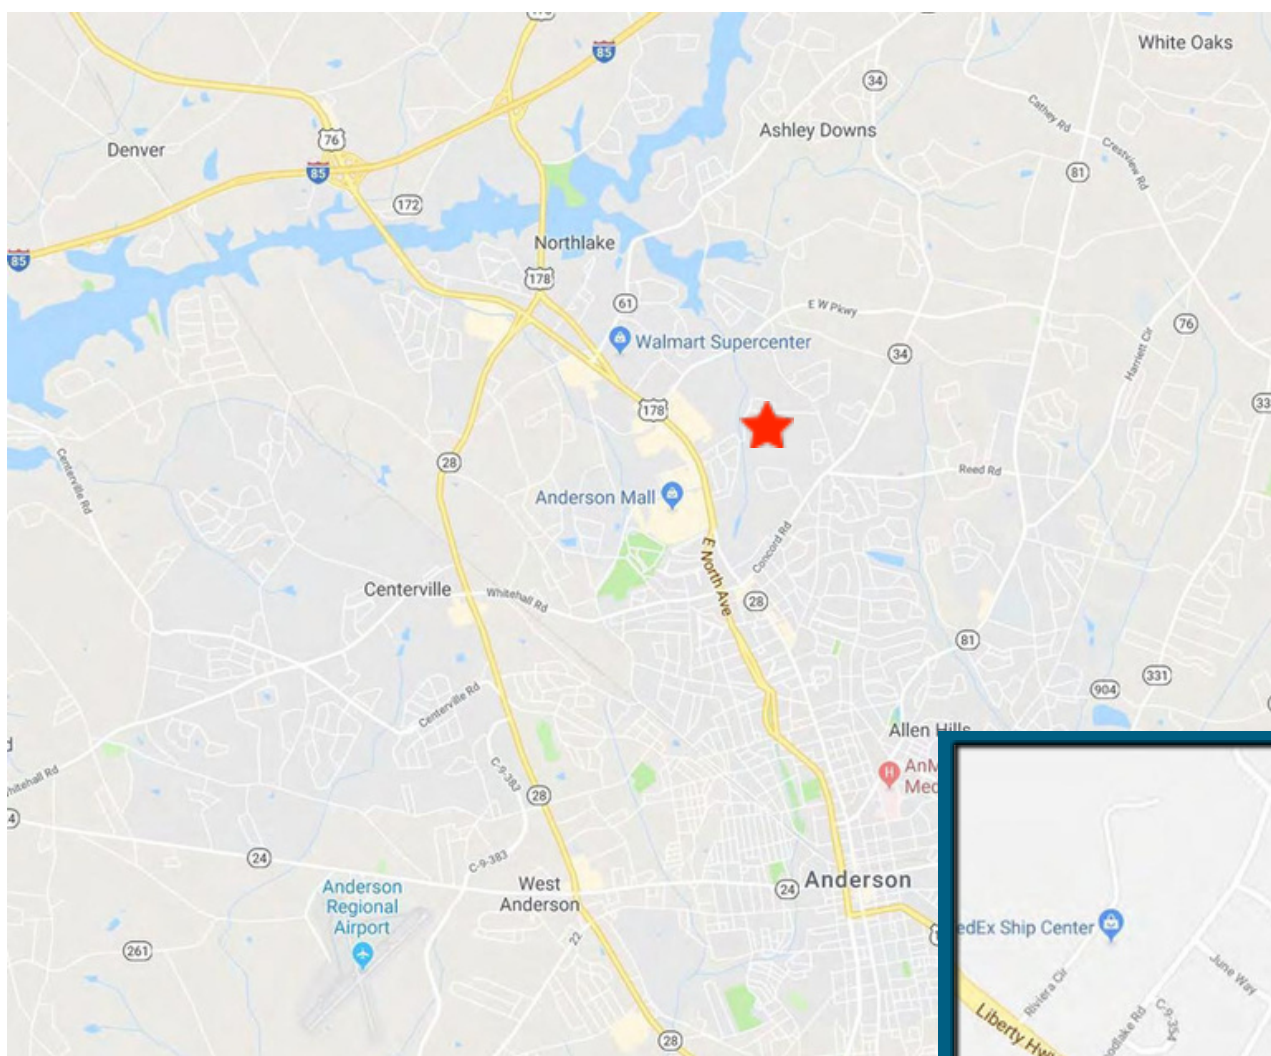 85
White Oaks
34
Cathey Rd
Ashley Downs
76
Denver
Crestview Rd
85
81
172
Northlake
85
178
61
E W Pkwy
76
Walmart Supercenter
Harriett Cir
34
178
28
Centerville Rd
Reed Rd
Anderson Mall
Concord Rd
E North Ave
Centerville
Whitehall Rd
28
81
331
904
Centerville Rd
Allen Hills
Whitehall Rd
C-9-383
28
24
C-9-383
Anderson
Regional
Airport
West
Anderson
24
Anderson
22
261
28
edEx Ship Center
Riviera Cir
June Way
C-9-354
Liberty Hwy